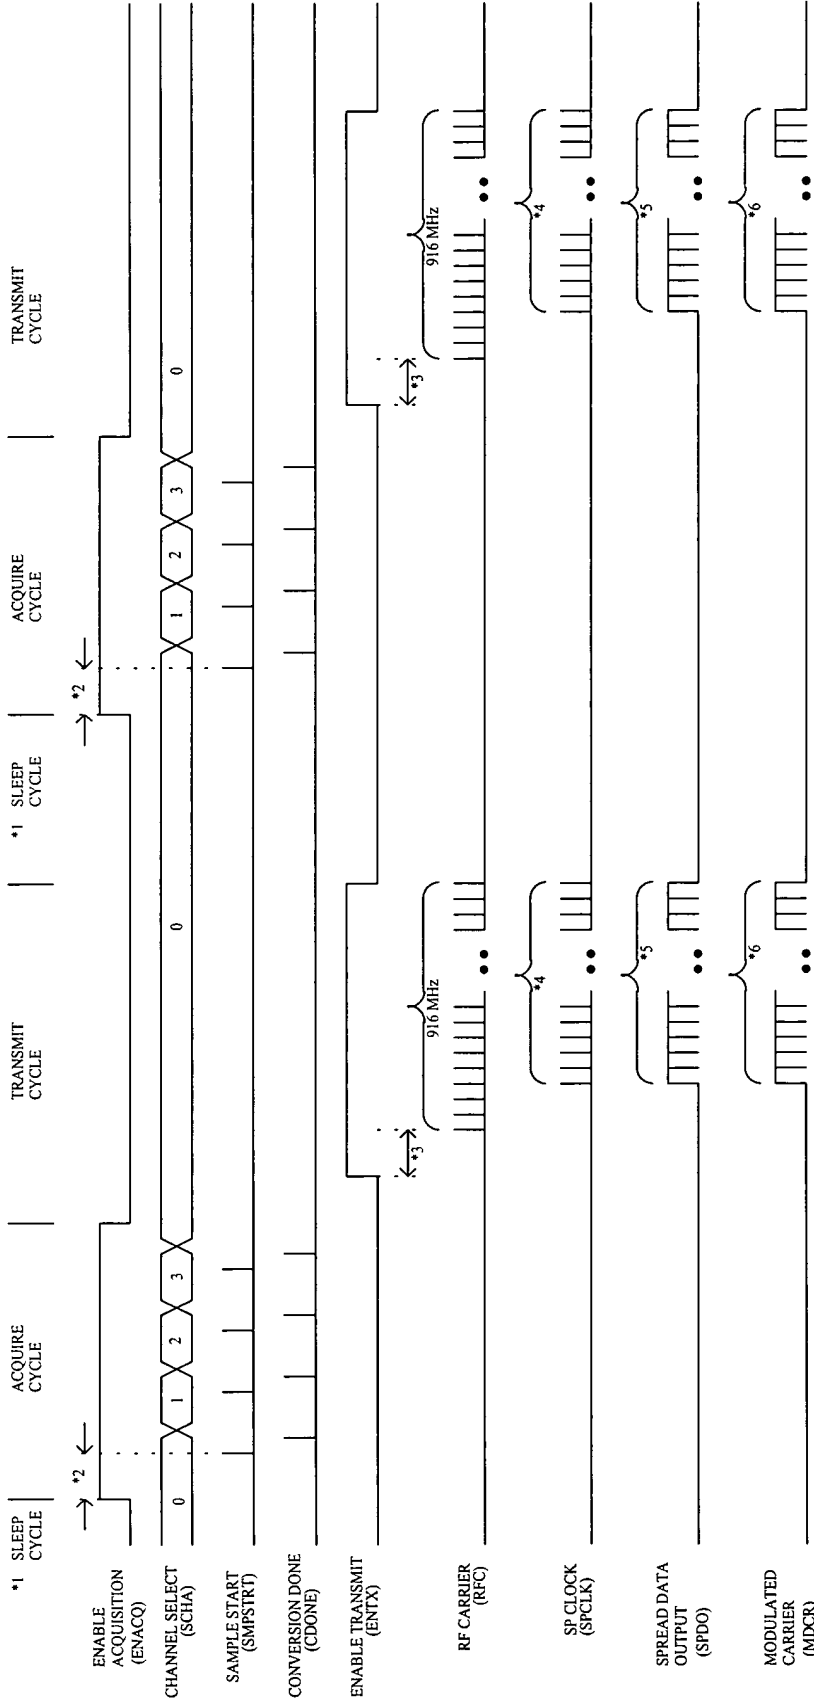 *1 SLEEP
CYCLE
ACQUIRE
CYCLE
TRANSMIT
CYCLE
*1 SLEEP
CYCLE
ACQUIRE
CYCLE
TRANSMIT
CYCLE
ENABLE
ACQUISITION
(ENACQ)
*2
*2
CHANNEL SELECT
(SCHA)
0
1
2
3
0
1
2
3
0
SAMPLE START
(SMPSTRT)
CONVERSION DONE
(CDONE)
ENABLE TRANSMIT
(ENTX)
*3
*3
RF CARRIER
(RFC)
916 MHz
916 MHz
SP CLOCK
(SPCLK)
*4
*4
SPREAD DATA
OUTPUT
(SPDO)
*5
*5
MODULATED
CARRIER
(MDCR)
*6
*6